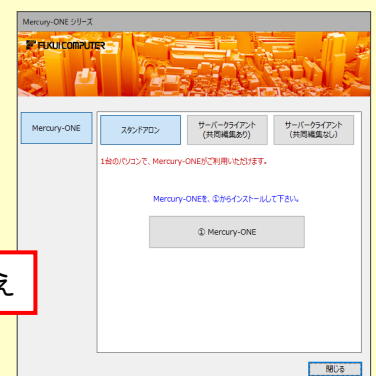 Mercury-ONE シリーズ
FUKUI COMPUTER
Mercury-ONE
スタンドアロン
サーバークライアント
(共同編集あり)
サーバークライアント
(共同編集なし)
1台のパソコンで、Mercury-ONEがご利用いただけます。
Mercury-ONEを、①からインストールして下さい。
① Mercury-ONE
え
閉じる